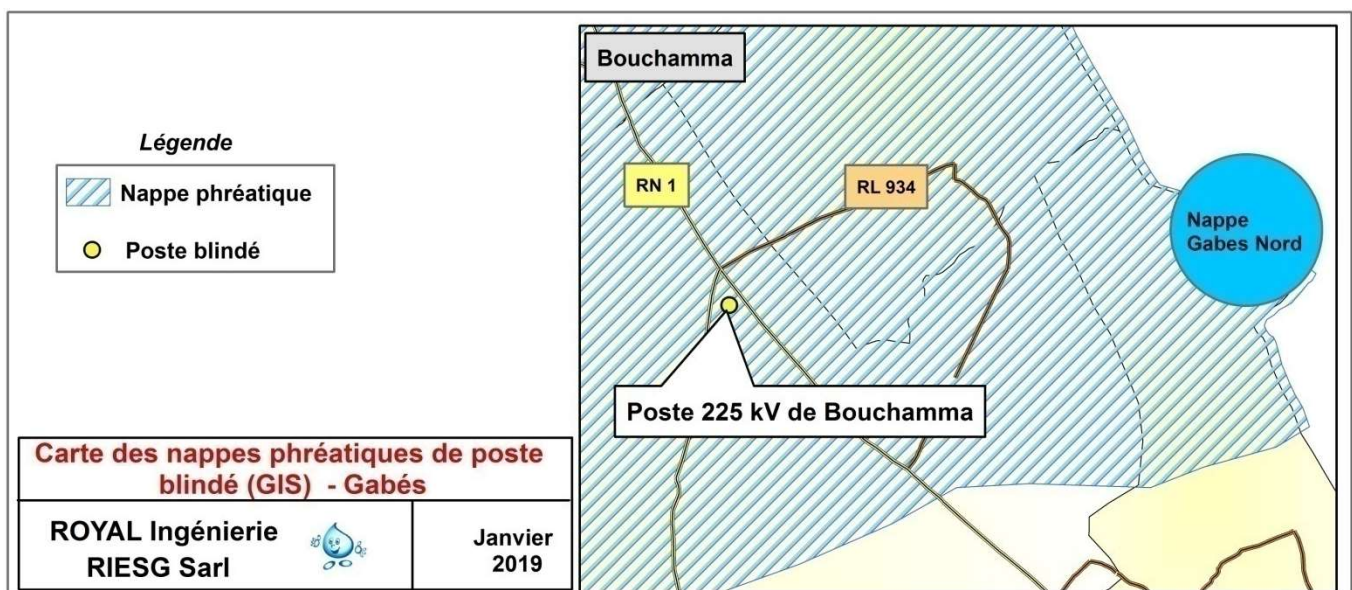 Bouchamma
Légende
Nappe phréatique
Poste blindé
RN 1
RL 934
Nappe
Gabes Nord
Poste 225 kV de Bouchamma
Carte des nappes phréatiques de poste
blindé (GIS) - Gabés
ROYAL Ingénierie
RIESG Sarl
Janvier
2019